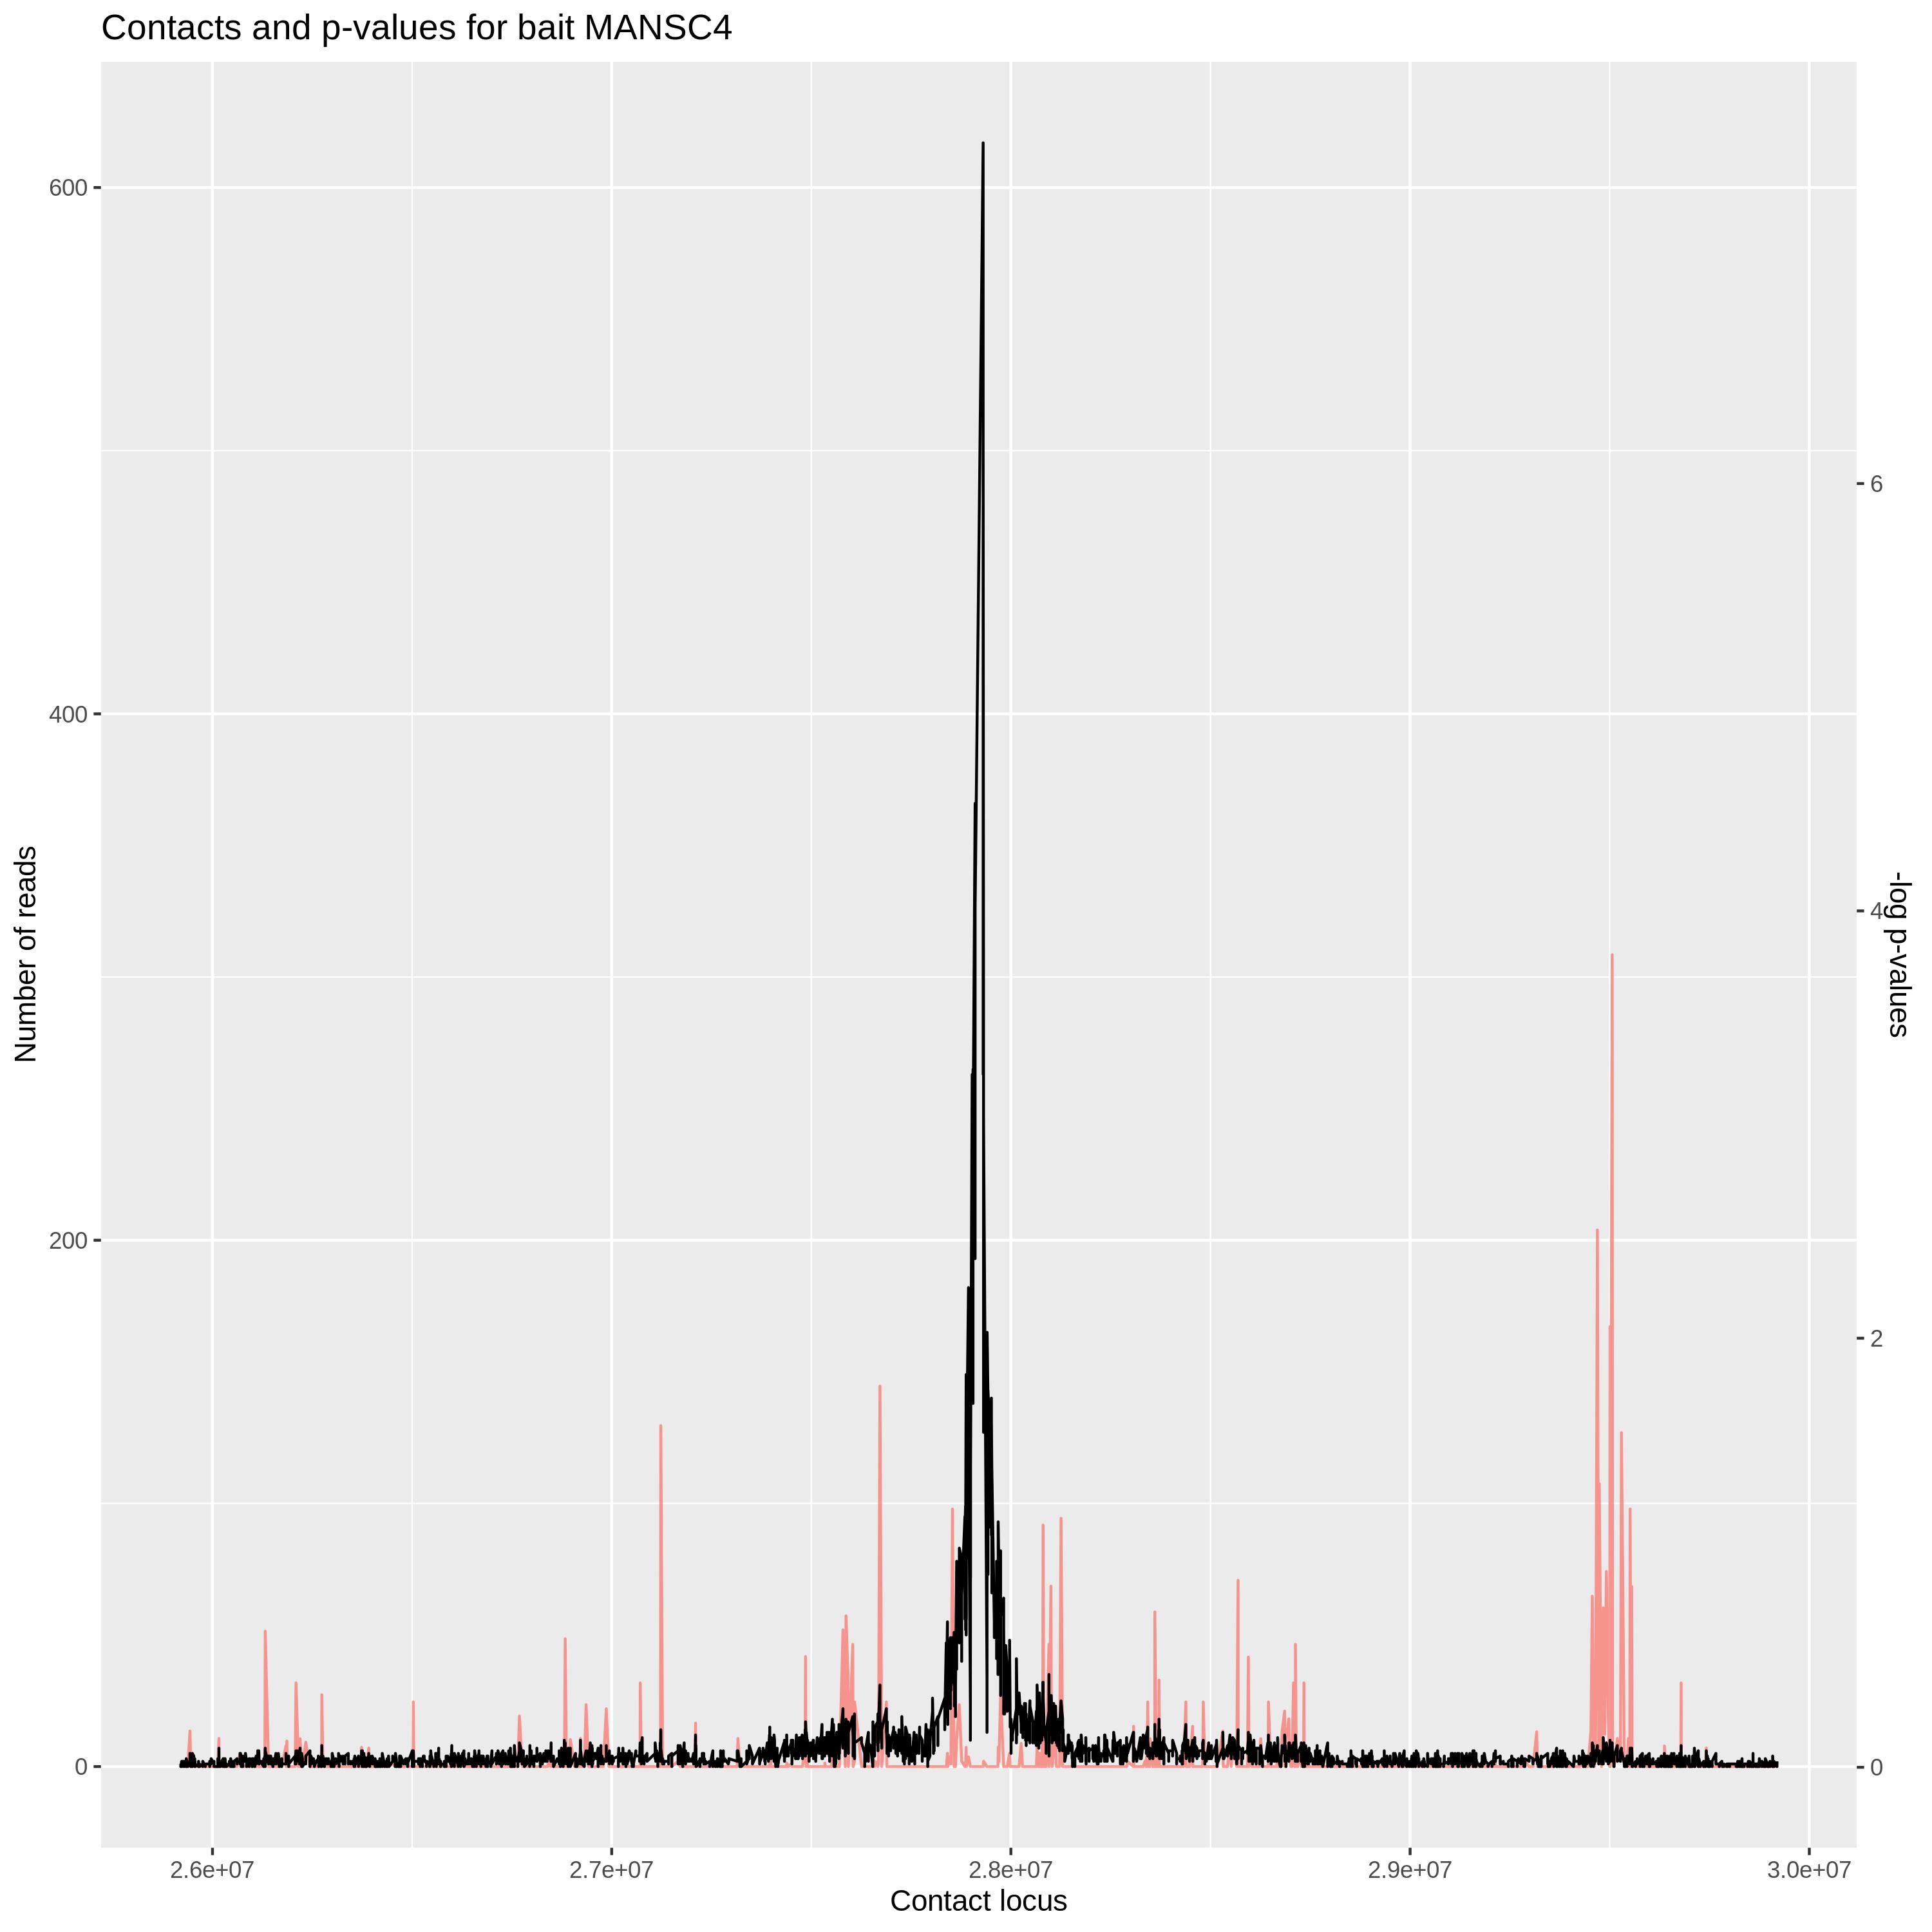 Contacts and p-values for bait MANSC4
Number of reads
600
400
200
0
6
4
2
0
-log p-values
2.6e+07 2.7e+07 2.8e+07 2.9e+07 3.0e+07
Contact locus